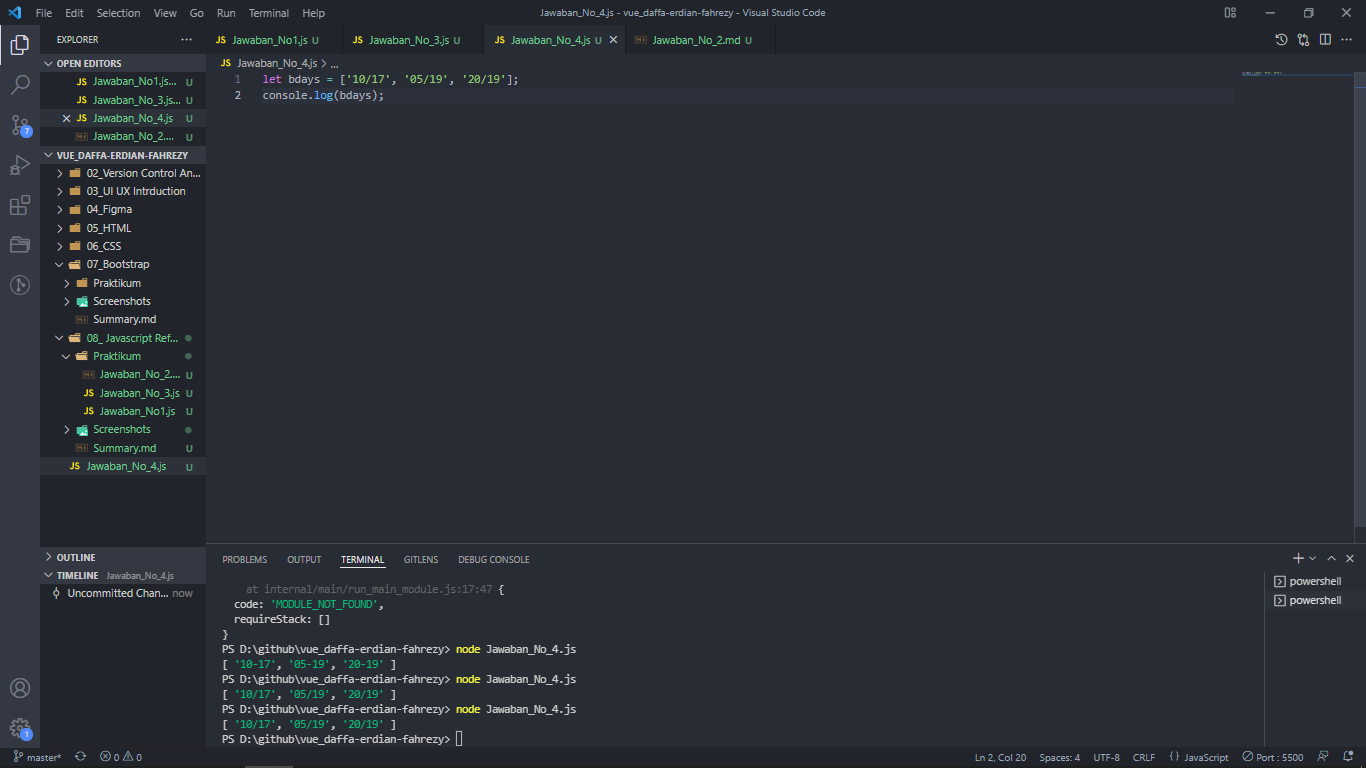 File Edit Selection View Go Run Terminal Help
Jawaban_No_4.js - vue_daffa-erdian-fahrezy - Visual Studio Code
EXPLORER
OPEN EDITORS
JS Jawaban_No1.js... U
JS Jawaban_No_3.js... U
JS Jawaban_No_4.js U
Jawaban_No_2.... U
VUE_DAFFA-ERDIAN-FAHREZY
02_Version Control An...
03_UI UX Intrduction
04_Figma
05_HTML
06_CSS
07_Bootstrap
Praktikum
Screenshots
Summary.md
08_ Javascript Ref...
Praktikum
Jawaban_No_2.... U
JS Jawaban_No_3.js U
JS Jawaban_No1.js U
Screenshots
Summary.md U
JS Jawaban_No_4.js U
OUTLINE
TIMELINE Jawaban_No_4.js
Uncommitted Chan... now
7
1
JS Jawaban_No1.js U JS Jawaban_No_3.js U JS Jawaban_No_4.js U Jawaban_No_2.md U
JS Jawaban_No_4.js > ...
1 let bdays = ['10/17', '05/19', '20/19'];
2 console.log(bdays);
PROBLEMS OUTPUT TERMINAL GITLENS DEBUG CONSOLE
at internal/main/run_main_module.js:17:47 {
code: 'MODULE_NOT_FOUND',
requireStack: []
}
PS D:\github\vue_daffa-erdian-fahrezy> node Jawaban_No_4.js
[ '10-17', '05-19', '20-19' ]
PS D:\github\vue_daffa-erdian-fahrezy> node Jawaban_No_4.js
[ '10/17', '05/19', '20/19' ]
PS D:\github\vue_daffa-erdian-fahrezy> node Jawaban_No_4.js
[ '10/17', '05/19', '20/19' ]
PS D:\github\vue_daffa-erdian-fahrezy>
powershell
powershell
master* 0 0 Ln 2, Col 20 Spaces: 4 UTF-8 CRLF {} JavaScript Port : 5500